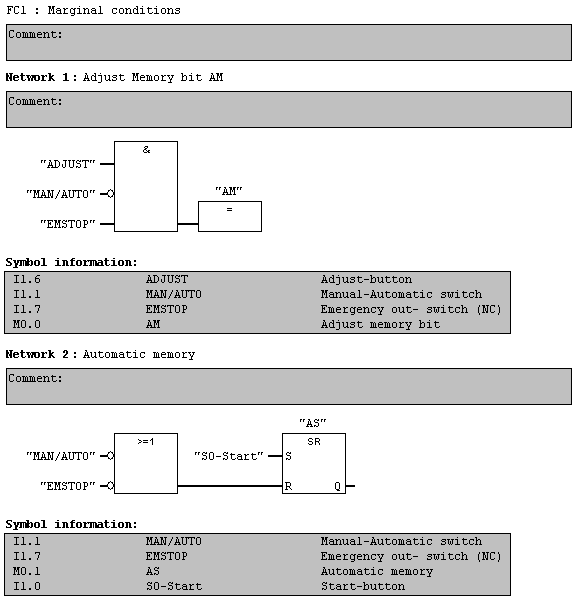 FC1 : Marginal conditions
Comment:
Network 1 : Adjust Memory bit AM
Comment:
&
"ADJUST"
"MAN/AUTO" "AM"
"EMSTOP" =
Symbol information:
I1.6 ADJUST Adjust-button
I1.1 MAN/AUTO Manual-Automatic switch
I1.7 EMSTOP Emergency out- switch (NC)
M0.0 AM Adjust memory bit
Network 2 : Automatic memory
Comment:
"AS"
>=1 SR
"MAN/AUTO" "S0-Start" S
"EMSTOP" R Q
Symbol information:
I1.1 MAN/AUTO Manual-Automatic switch
I1.7 EMSTOP Emergency out- switch (NC)
M0.1 AS Automatic memory
I1.0 S0-Start Start-button